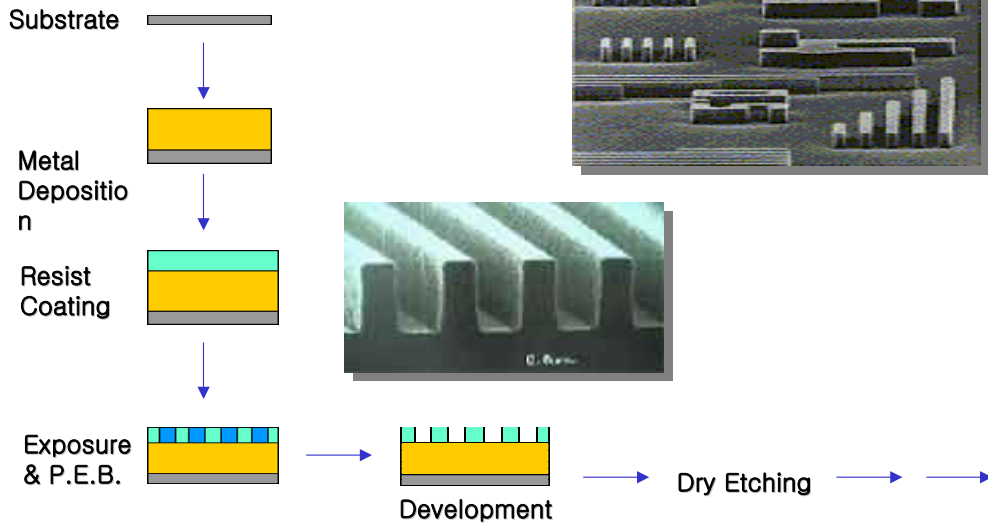 Substrate
Metal
Depositio
n
Resist
Coating
Exposure
& P.E.B.
Development
Dry Etching